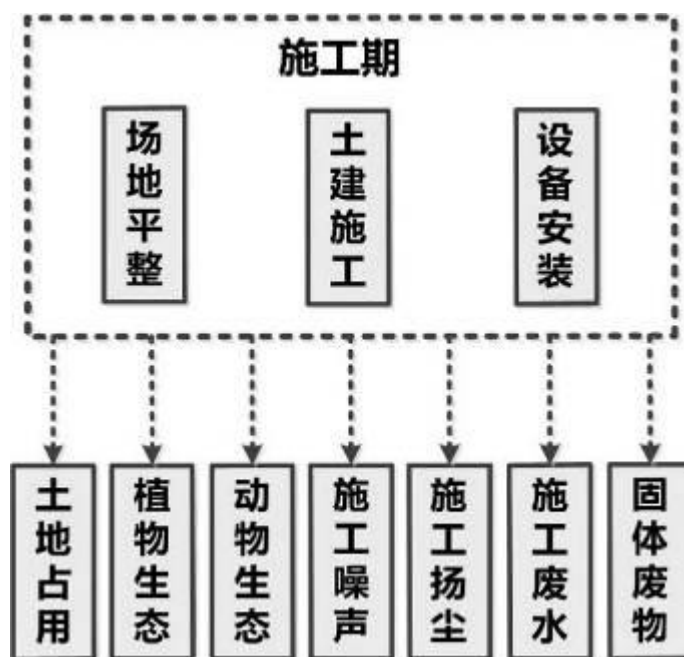 施工期
场地平整
土建施工
设备安装
土地占用
植物生态
动物生态
施工噪声
施工扬尘
施工废水
固体废物